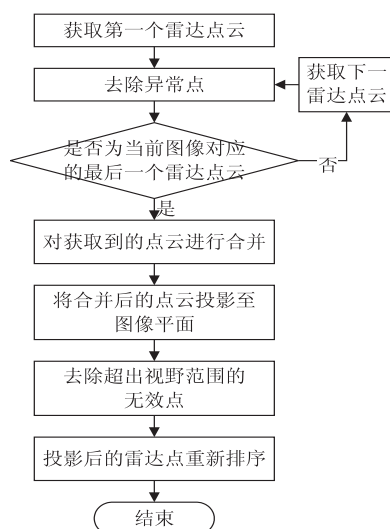 获取第一个雷达点云
去除异常点
获取下一
雷达点云
是否为当前图像对应
的最后一个雷达点云
否
是
对获取到的点云进行合并
将合并后的点云投影至
图像平面
去除超出视野范围的
无效点
投影后的雷达点重新排序
结束